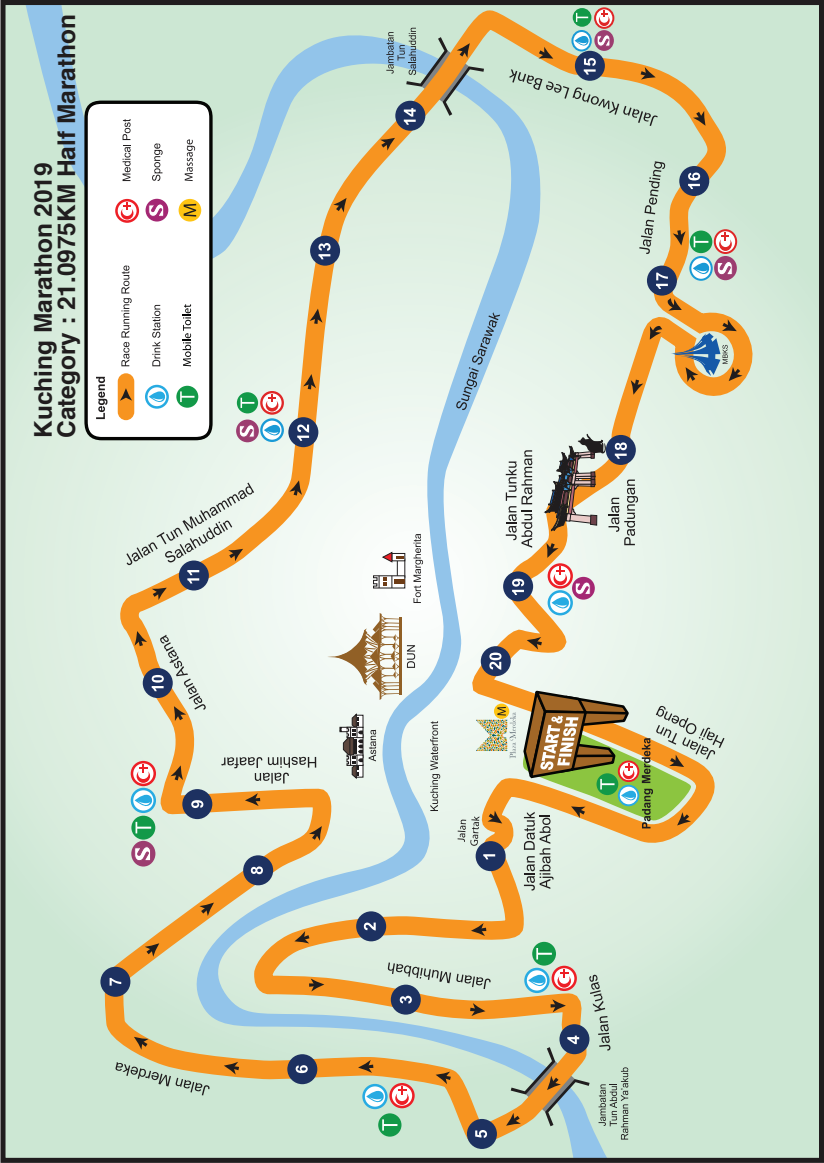 Kuching Marathon 2019
Category : 21.0975KM Half Marathon
Legend
Race Running Route
Drink Station
Mobile Toilet
Medical Post
Sponge
Massage
T
C+
S
M
Jambatan
Tun
Salahuddin
14
15
S
T
C+
Jalan Kwong Lee Bank
16
Jalan Pending
17
S
T
C+
MBKS
13
12
S
T
C+
Sungai Sarawak
18
Jalan Tunku
Abdul Rahman
Jalan
Padungan
19
C+
S
20
Jalan Tun Muhammad
Salahuddin
11
Jalan Astana
10
Fort Margherita
DUN
Astana
Kuching Waterfront
Jalan
Hashim Jaafar
9
S
T
C+
8
7
Plaza Merdeka
M
START &
FINISH
Jalan Tun
Haji Openg
Padang Merdeka
T
C+
Jalan
Gartak
1
Jalan Datuk
Ajibah Abol
2
Jalan Muhibbah
3
T
C+
4
Jalan Kulas
Jambatan
Tun Abdul
Rahman Ya'akub
5
T
C+
6
Jalan Merdeka